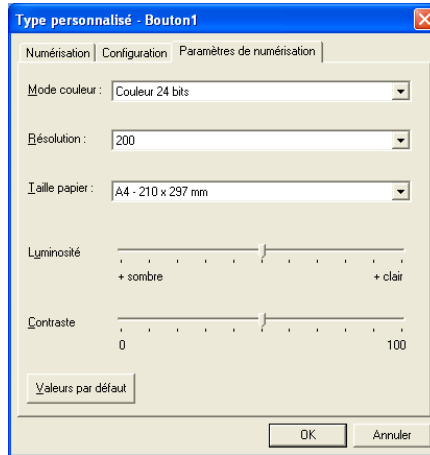 Type personnalisé - Bouton1
Numérisation Configuration Paramètres de numérisation
Mode couleur : Couleur 24 bits
Résolution : 200
Taille papier : A4 - 210 x 297 mm
Luminosité
+ sombre + clair
Contraste
0 100
Valeurs par défaut
OK Annuler